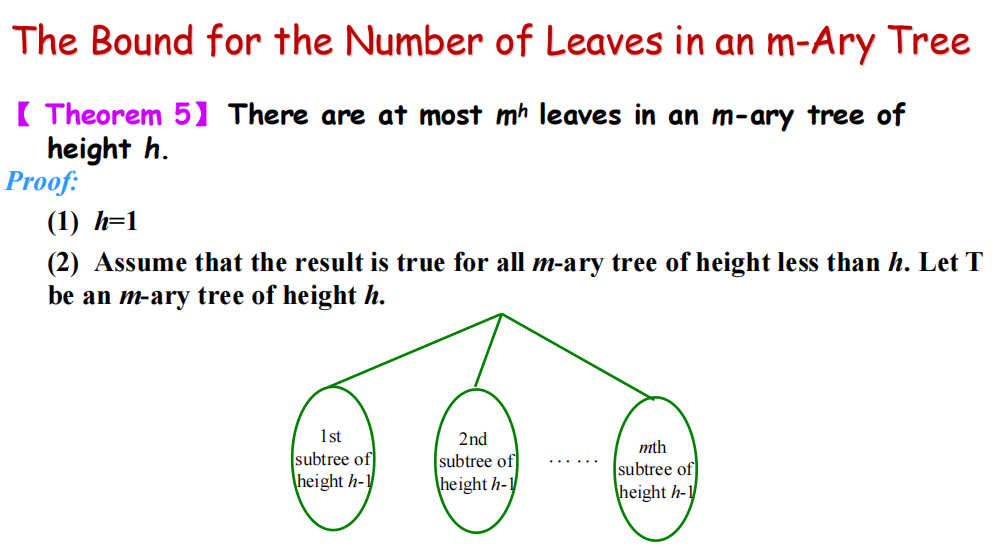 The Bound for the Number of Leaves in an m-Ary Tree
【 Theorem 5】 There are at most mʰ leaves in an m-ary tree of
height h.
Proof:
(1) h=1
(2) Assume that the result is true for all m-ary tree of height less than h. Let T
be an m-ary tree of height h.
1st
subtree of
height h-1
2nd
subtree of
height h-1
……
mth
subtree of
height h-1